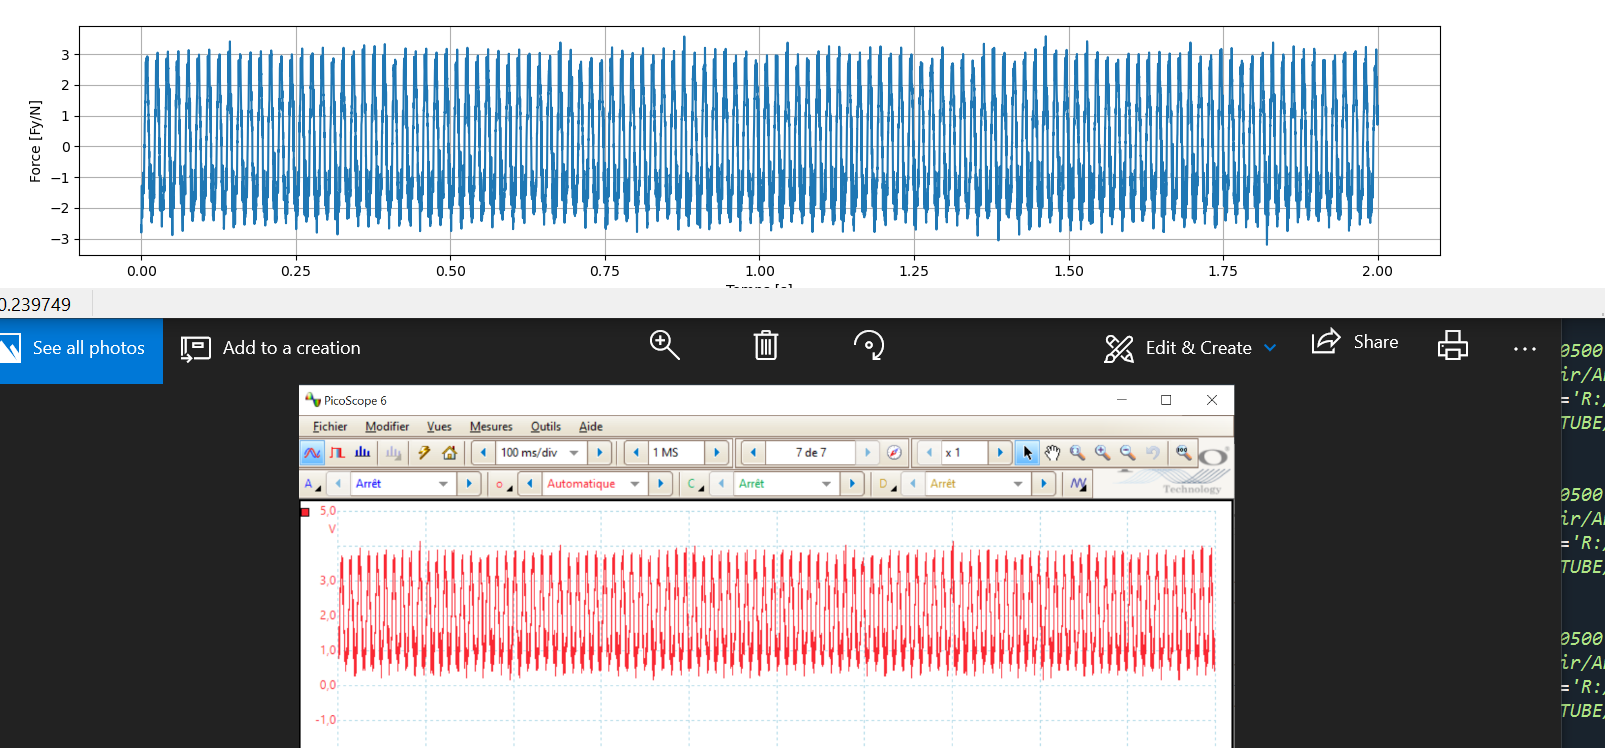 3
2
1
0
−1
−2
−3
Force [Fy/N]
0.00 0.25 0.50 0.75 1.00 1.25 1.50 1.75 2.00
0.239749
See all photos Add to a creation Edit & Create Share ...
PicoScope 6
Fichier Modifier Vues Mesures Outils Aide
100 ms/div 1 MS 7 de 7 x 1
A Arrêt Automatique C Arrêt D Arrêt
Technology
5,0
V
3,0
2,0
1,0
0,0
-1,0
0500
ir/A
='R:
TUBE
0500
ir/A
='R:
TUBE
0500
ir/A
='R:
TUBE